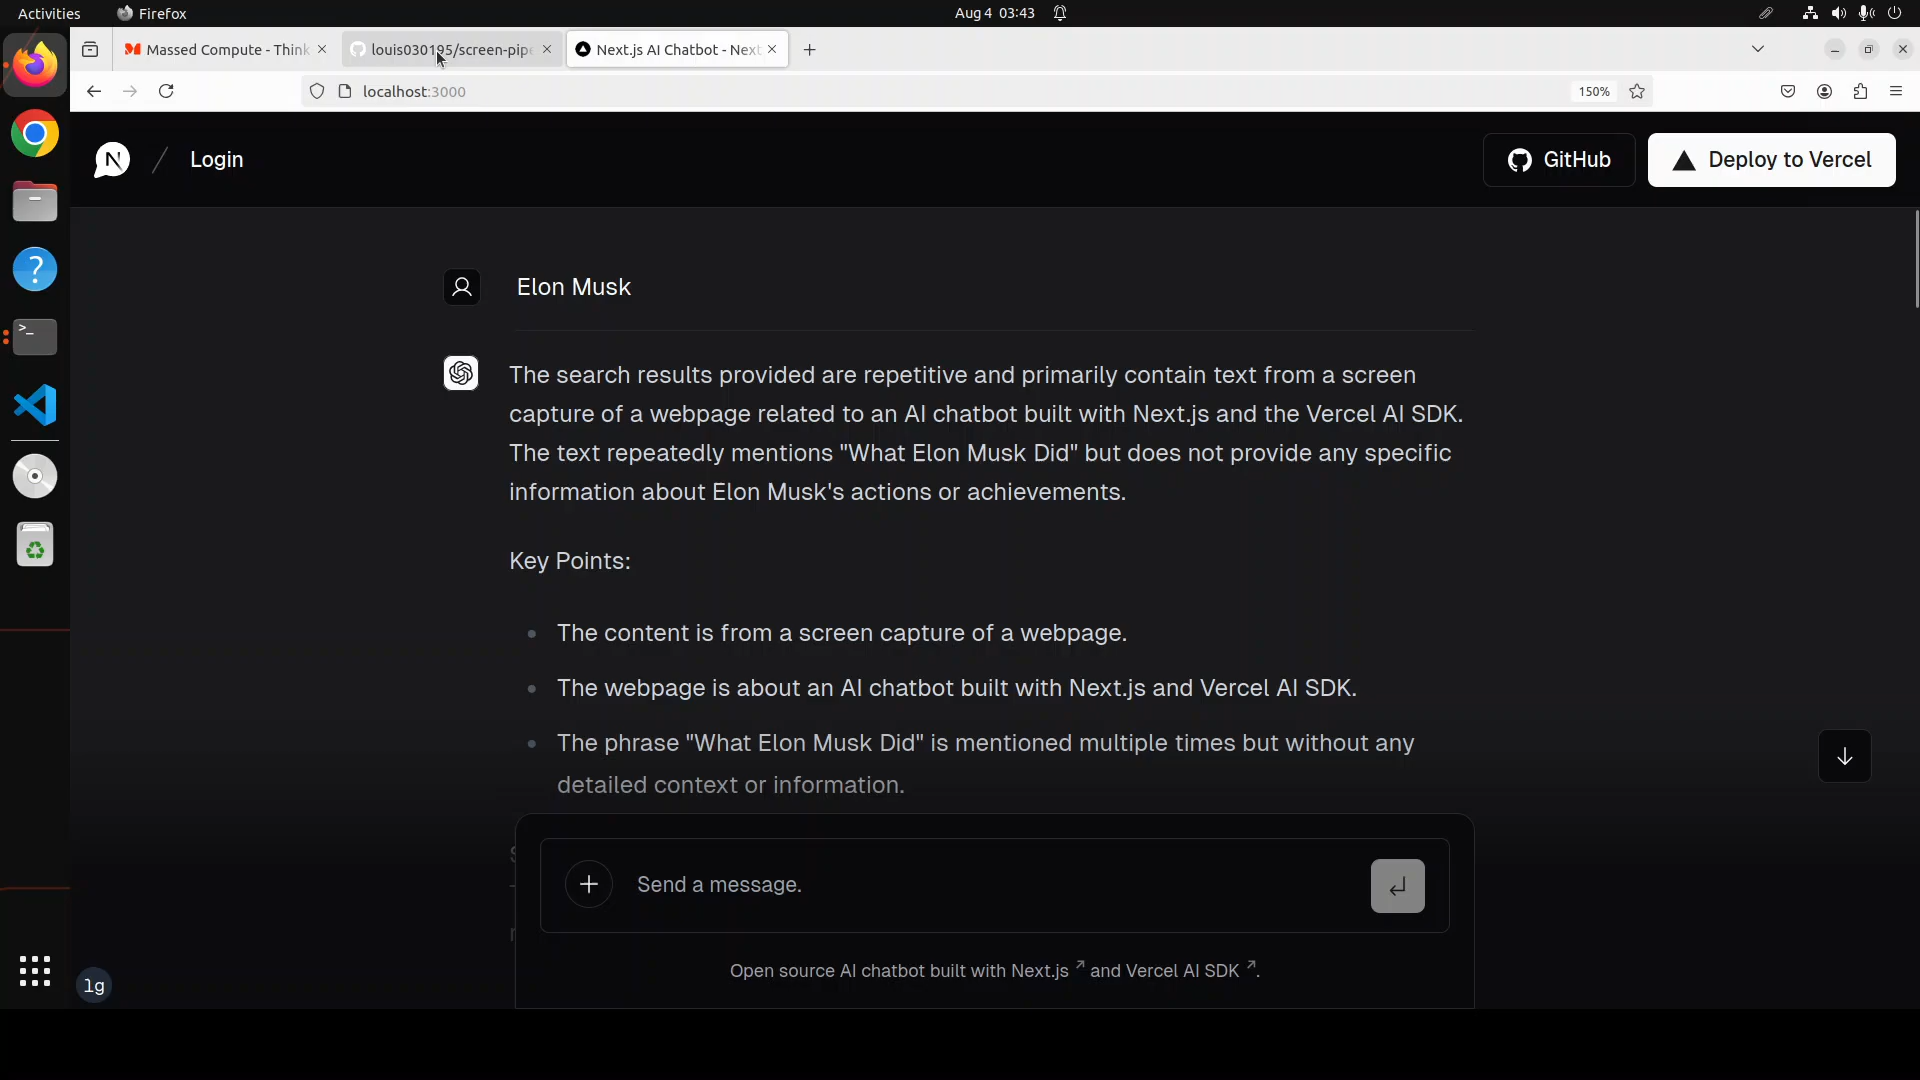 Activities
Firefox
Aug 4 03:43
Massed Compute - Think
louis030195/screen-pipe
Next.js AI Chatbot - Next
localhost:3000
150%
Login
GitHub
Deploy to Vercel
Elon Musk
The search results provided are repetitive and primarily contain text from a screen
capture of a webpage related to an AI chatbot built with Next.js and the Vercel AI SDK.
The text repeatedly mentions "What Elon Musk Did" but does not provide any specific
information about Elon Musk's actions or achievements.
Key Points:
The content is from a screen capture of a webpage.
The webpage is about an AI chatbot built with Next.js and Vercel AI SDK.
The phrase "What Elon Musk Did" is mentioned multiple times but without any
detailed context or information.
Send a message.
Open source AI chatbot built with Next.js and Vercel AI SDK .
lg